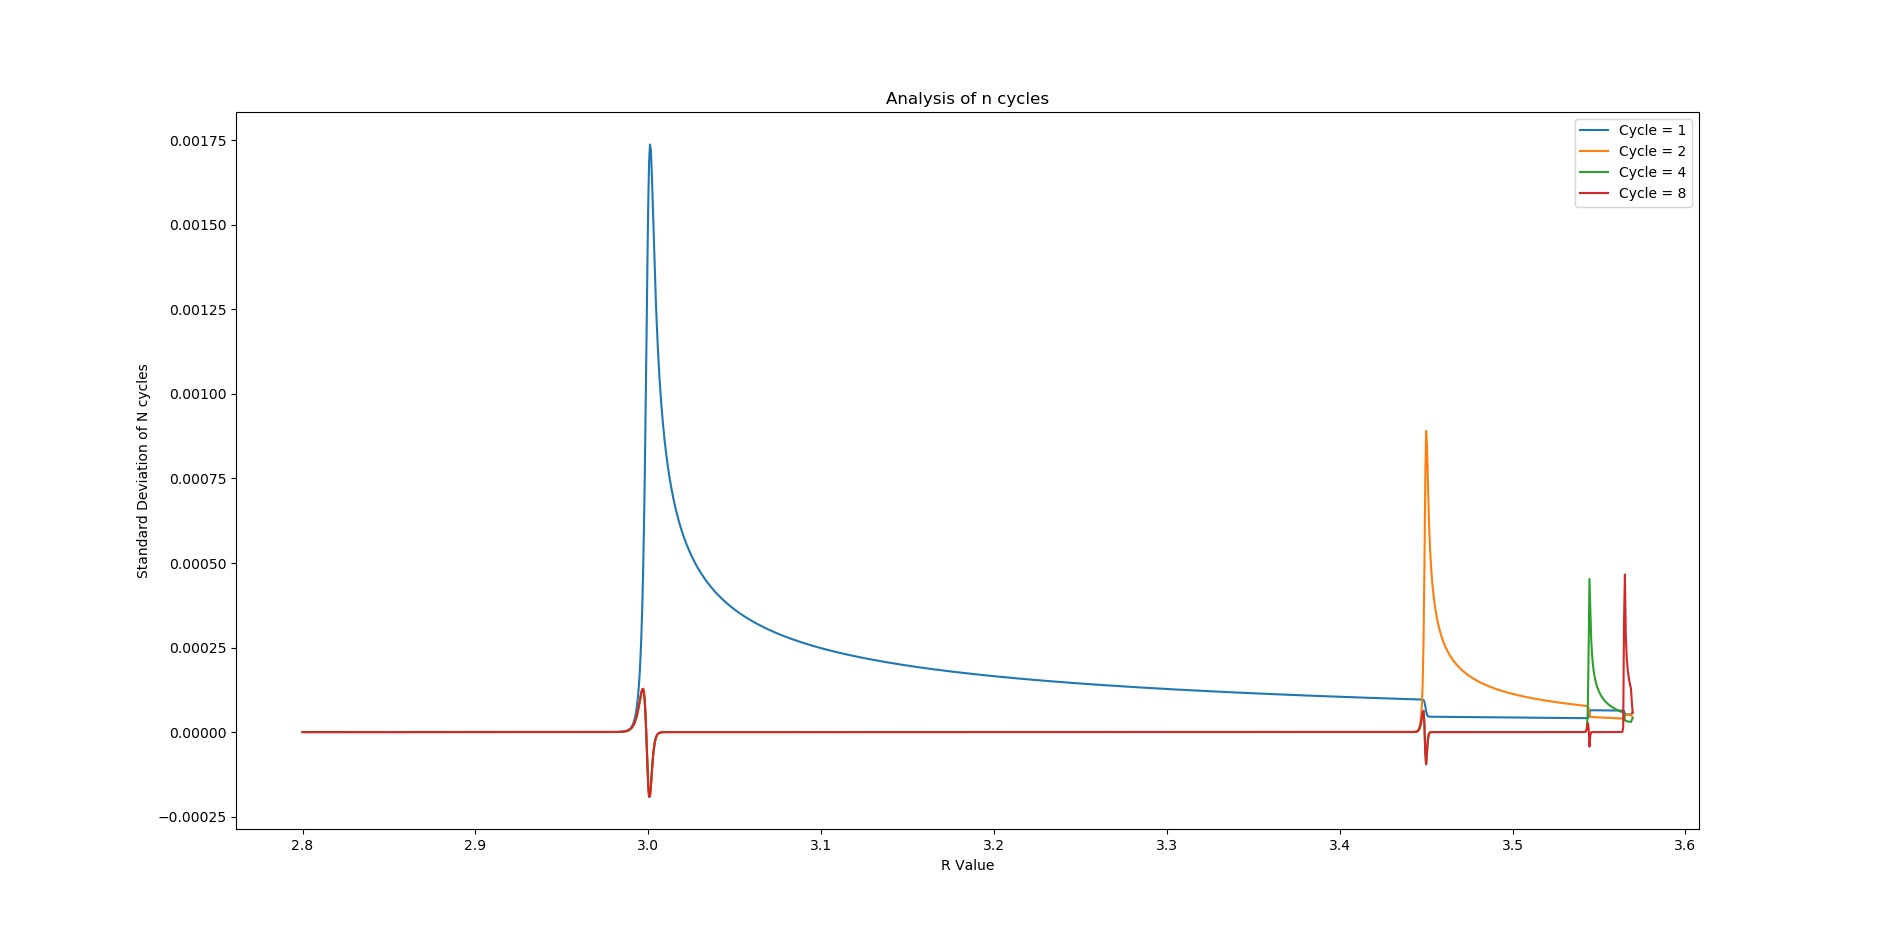 Analysis of n cycles
Cycle = 1
Cycle = 2
Cycle = 4
Cycle = 8
Standard Deviation of N cycles
0.00175
0.00150
0.00125
0.00100
0.00075
0.00050
0.00025
0.00000
−0.00025
2.8 2.9 3.0 3.1 3.2 3.3 3.4 3.5 3.6
R Value